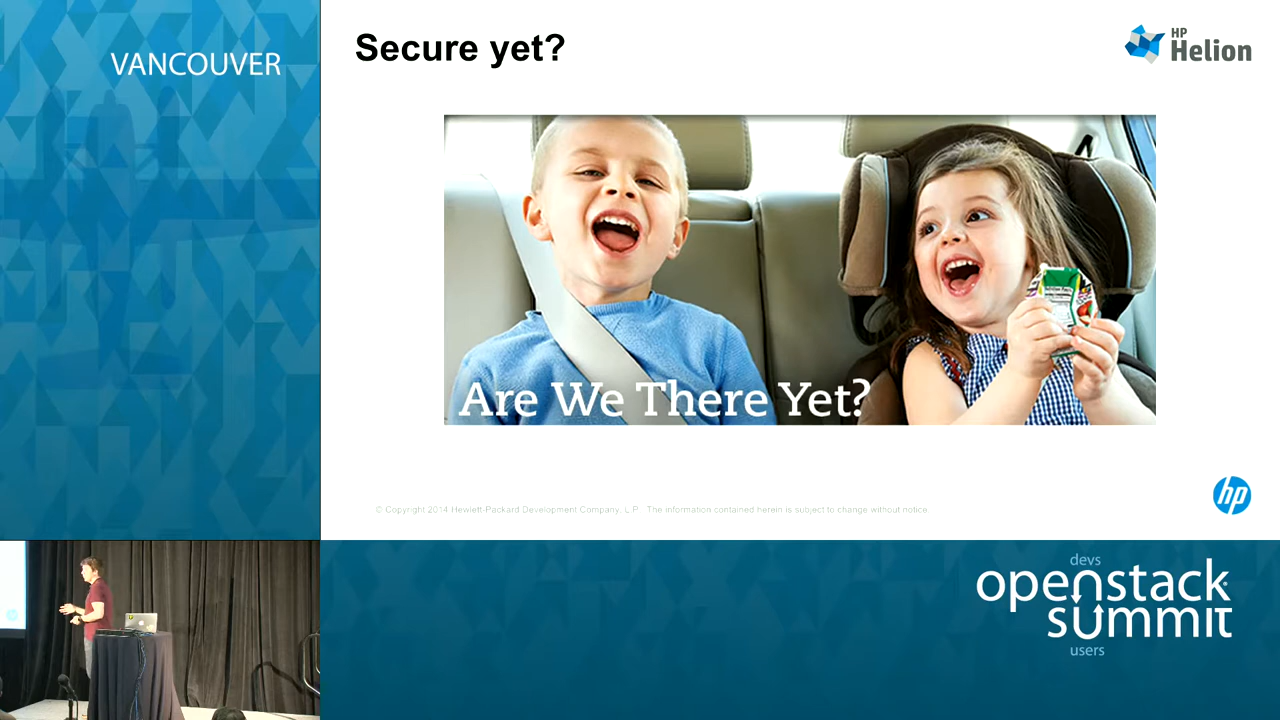 VANCOUVER
Secure yet?
HP
Helion
Are We There Yet?
© Copyright 2014 Hewlett-Packard Development Company, L.P. The information contained herein is subject to change without notice.
hp
devs
openstack
summit
users